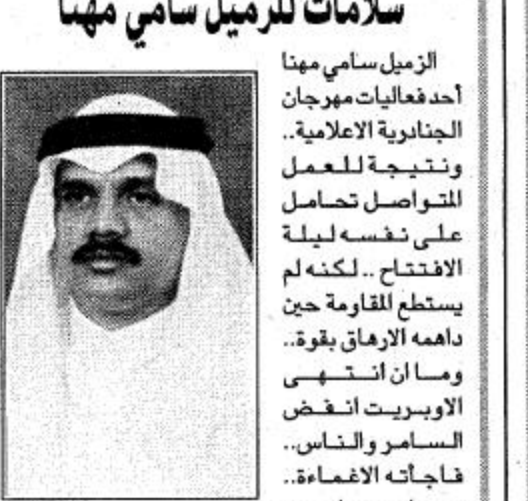 سلامات للزميل سامي مهنا
الزميل سامي مهنا
أحد فعاليات مهرجان
الجنادرية الاعلامية..
ونتيجة للعمل
المتواصل تحامل
على نفسه ليلة
الافتتاح .. لكنه لم
يستطع المقاومة حين
داهمه الارهاق بقوة..
وما ان انتهى
الاوبريت انفض
السامر والناس..
فاجأته الاغماءة..